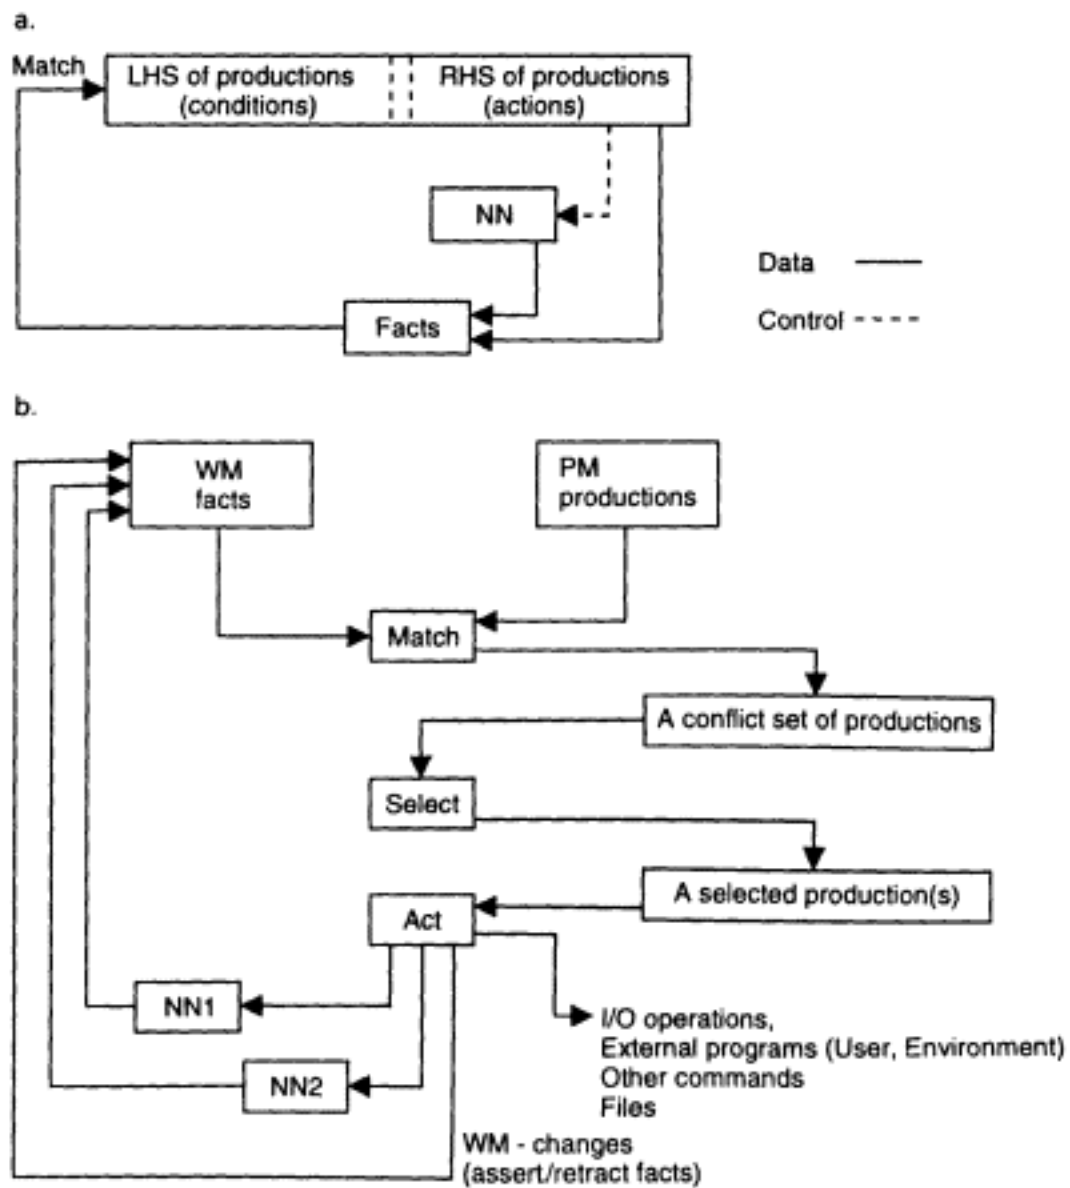 a.
Match
LHS of productions
(conditions)
RHS of productions
(actions)
NN
Data
Control
Facts
b.
WM
facts
PM
productions
Match
A conflict set of productions
Select
A selected production(s)
Act
NN1
I/O operations,
External programs (User, Environment)
Other commands
Files
NN2
WM - changes
(assert/retract facts)